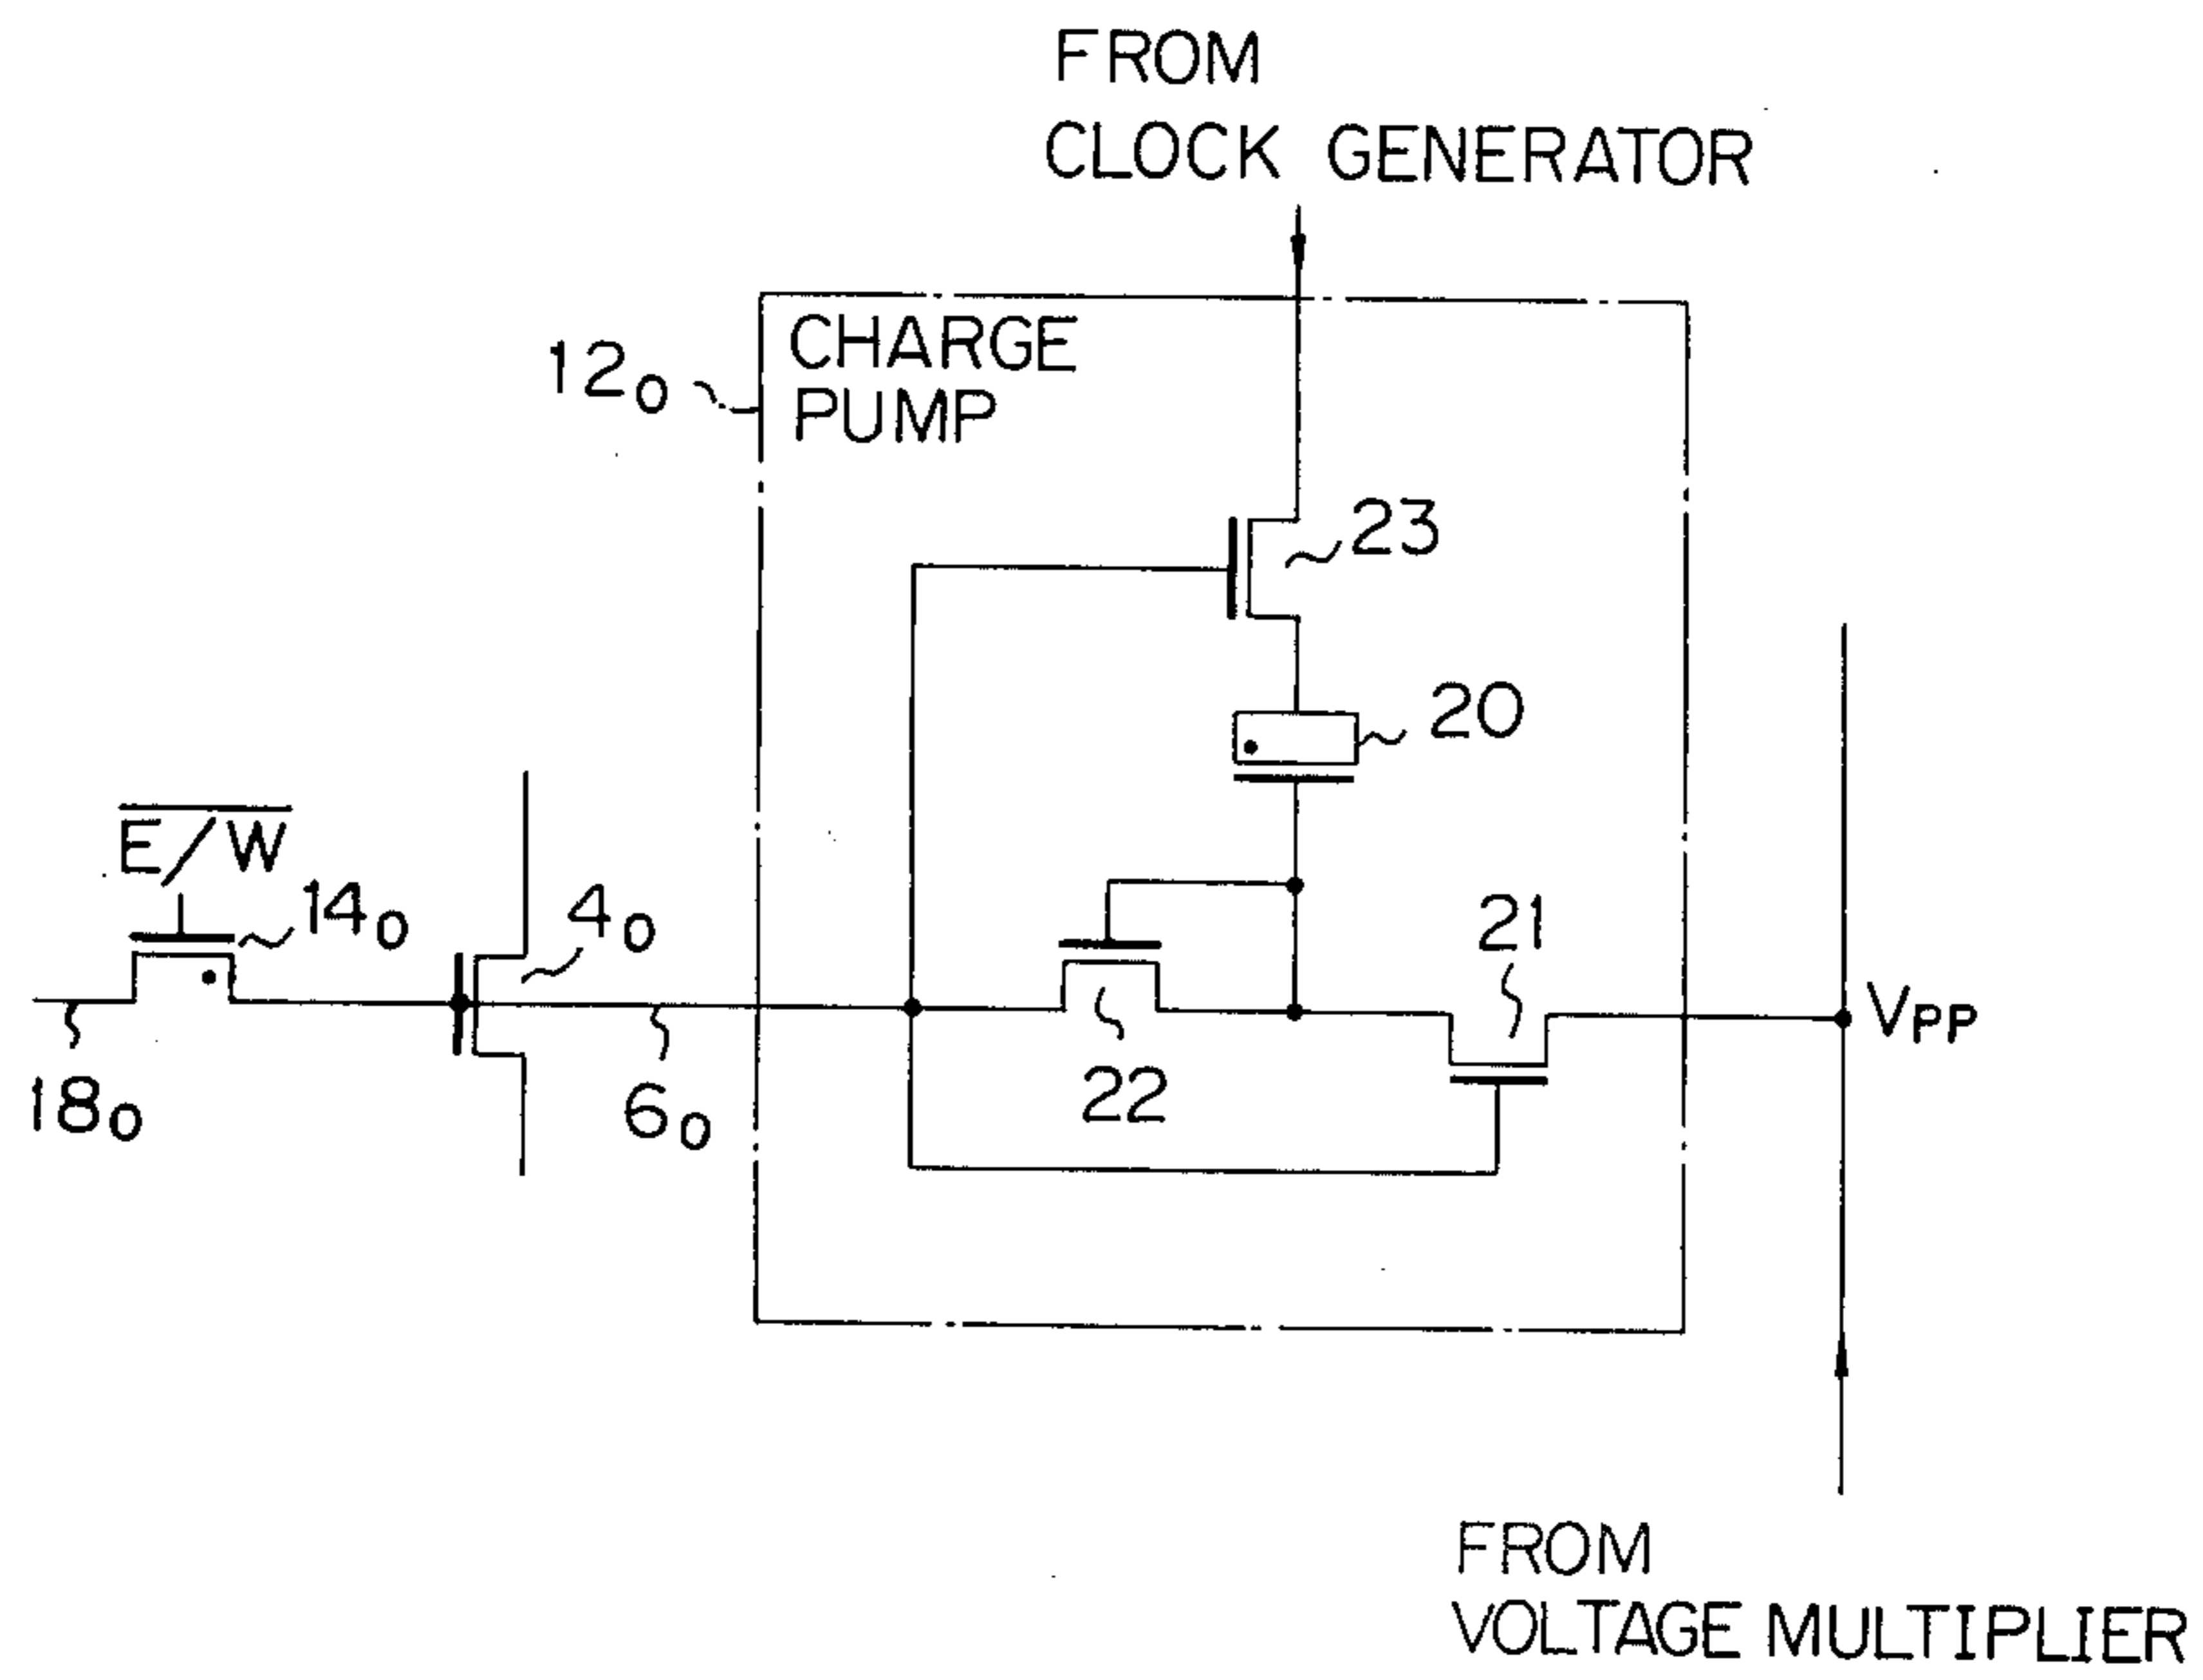 FROM
CLOCK GENERATOR
12₀
CHARGE
PUMP
23
20
E/W
14₀
4₀
21
22
V_PP
18₀
6₀
FROM
VOLTAGE MULTIPLIER